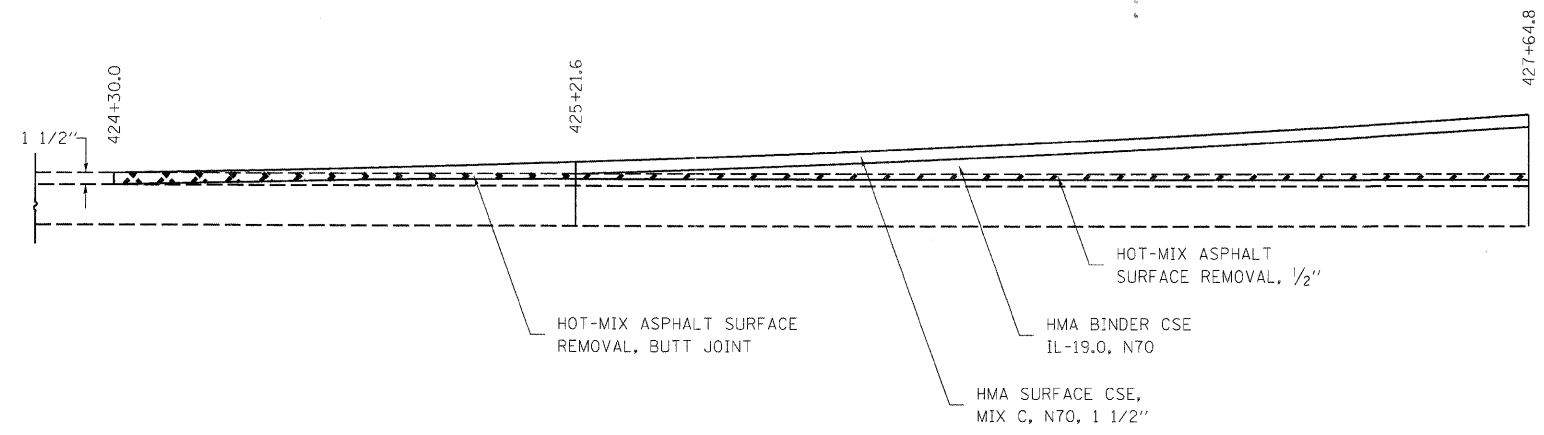 424+30.0
425+21.6
427+64.8
1 1/2"
HOT-MIX ASPHALT
SURFACE REMOVAL, 1/2"
HOT-MIX ASPHALT SURFACE
REMOVAL, BUTT JOINT
HMA BINDER CSE
IL-19.0, N70
HMA SURFACE CSE,
MIX C, N70, 1 1/2"